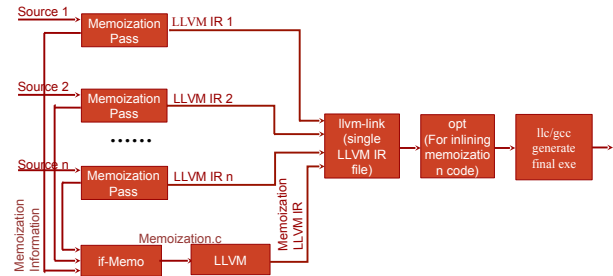 Source 1
Memoization
Pass
LLVM IR 1
Source 2
Memoization
Pass
LLVM IR 2
......
Source n
Memoization
Pass
LLVM IR n
llvm-link
(single
LLVM IR
file)
opt
(For inlining
memoizatio
n code)
llc/gcc
generate
final exe
Memoization
Information
if-Memo
Memoization.c
LLVM
Memoization
LLVM IR